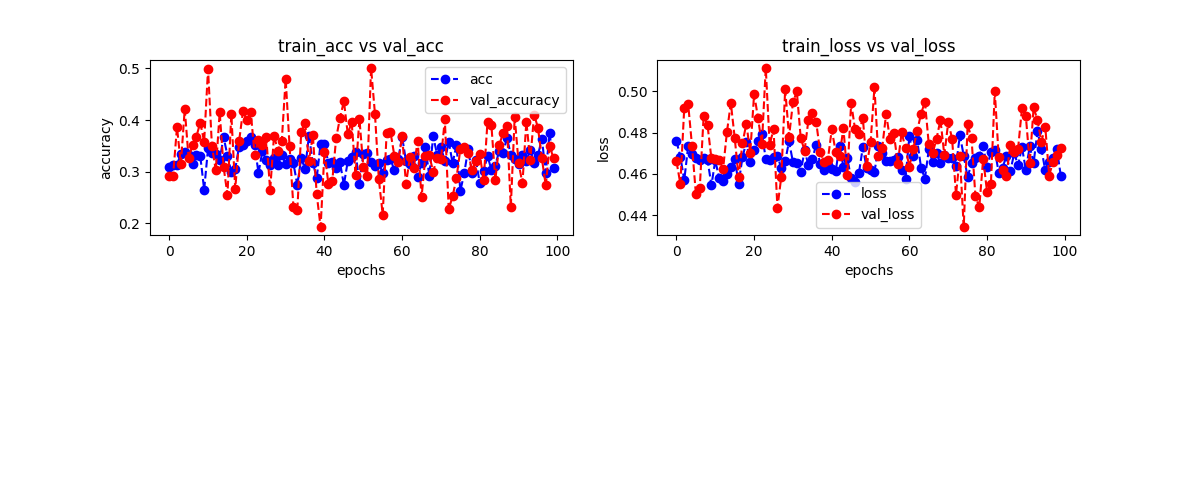 train_acc vs val_acc
0.5
0.4
0.3
0.2
accuracy
acc
val_accuracy
0
20
40
60
80
100
epochs
train_loss vs val_loss
0.50
0.48
0.46
0.44
loss
loss
val_loss
0
20
40
60
80
100
epochs